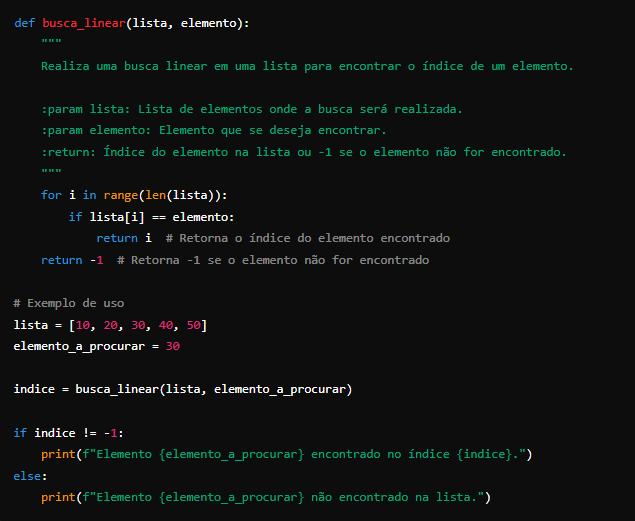 def busca_linear(lista, elemento):
    """
    Realiza uma busca linear em uma lista para encontrar o índice de um elemento.

    :param lista: Lista de elementos onde a busca será realizada.
    :param elemento: Elemento que se deseja encontrar.
    :return: Índice do elemento na lista ou -1 se o elemento não for encontrado.
    """
    for i in range(len(lista)):
        if lista[i] == elemento:
            return i  # Retorna o índice do elemento encontrado
    return -1  # Retorna -1 se o elemento não for encontrado

# Exemplo de uso
lista = [10, 20, 30, 40, 50]
elemento_a_procurar = 30

indice = busca_linear(lista, elemento_a_procurar)

if indice != -1:
    print(f"Elemento {elemento_a_procurar} encontrado no índice {indice}.")
else:
    print(f"Elemento {elemento_a_procurar} não encontrado na lista.")